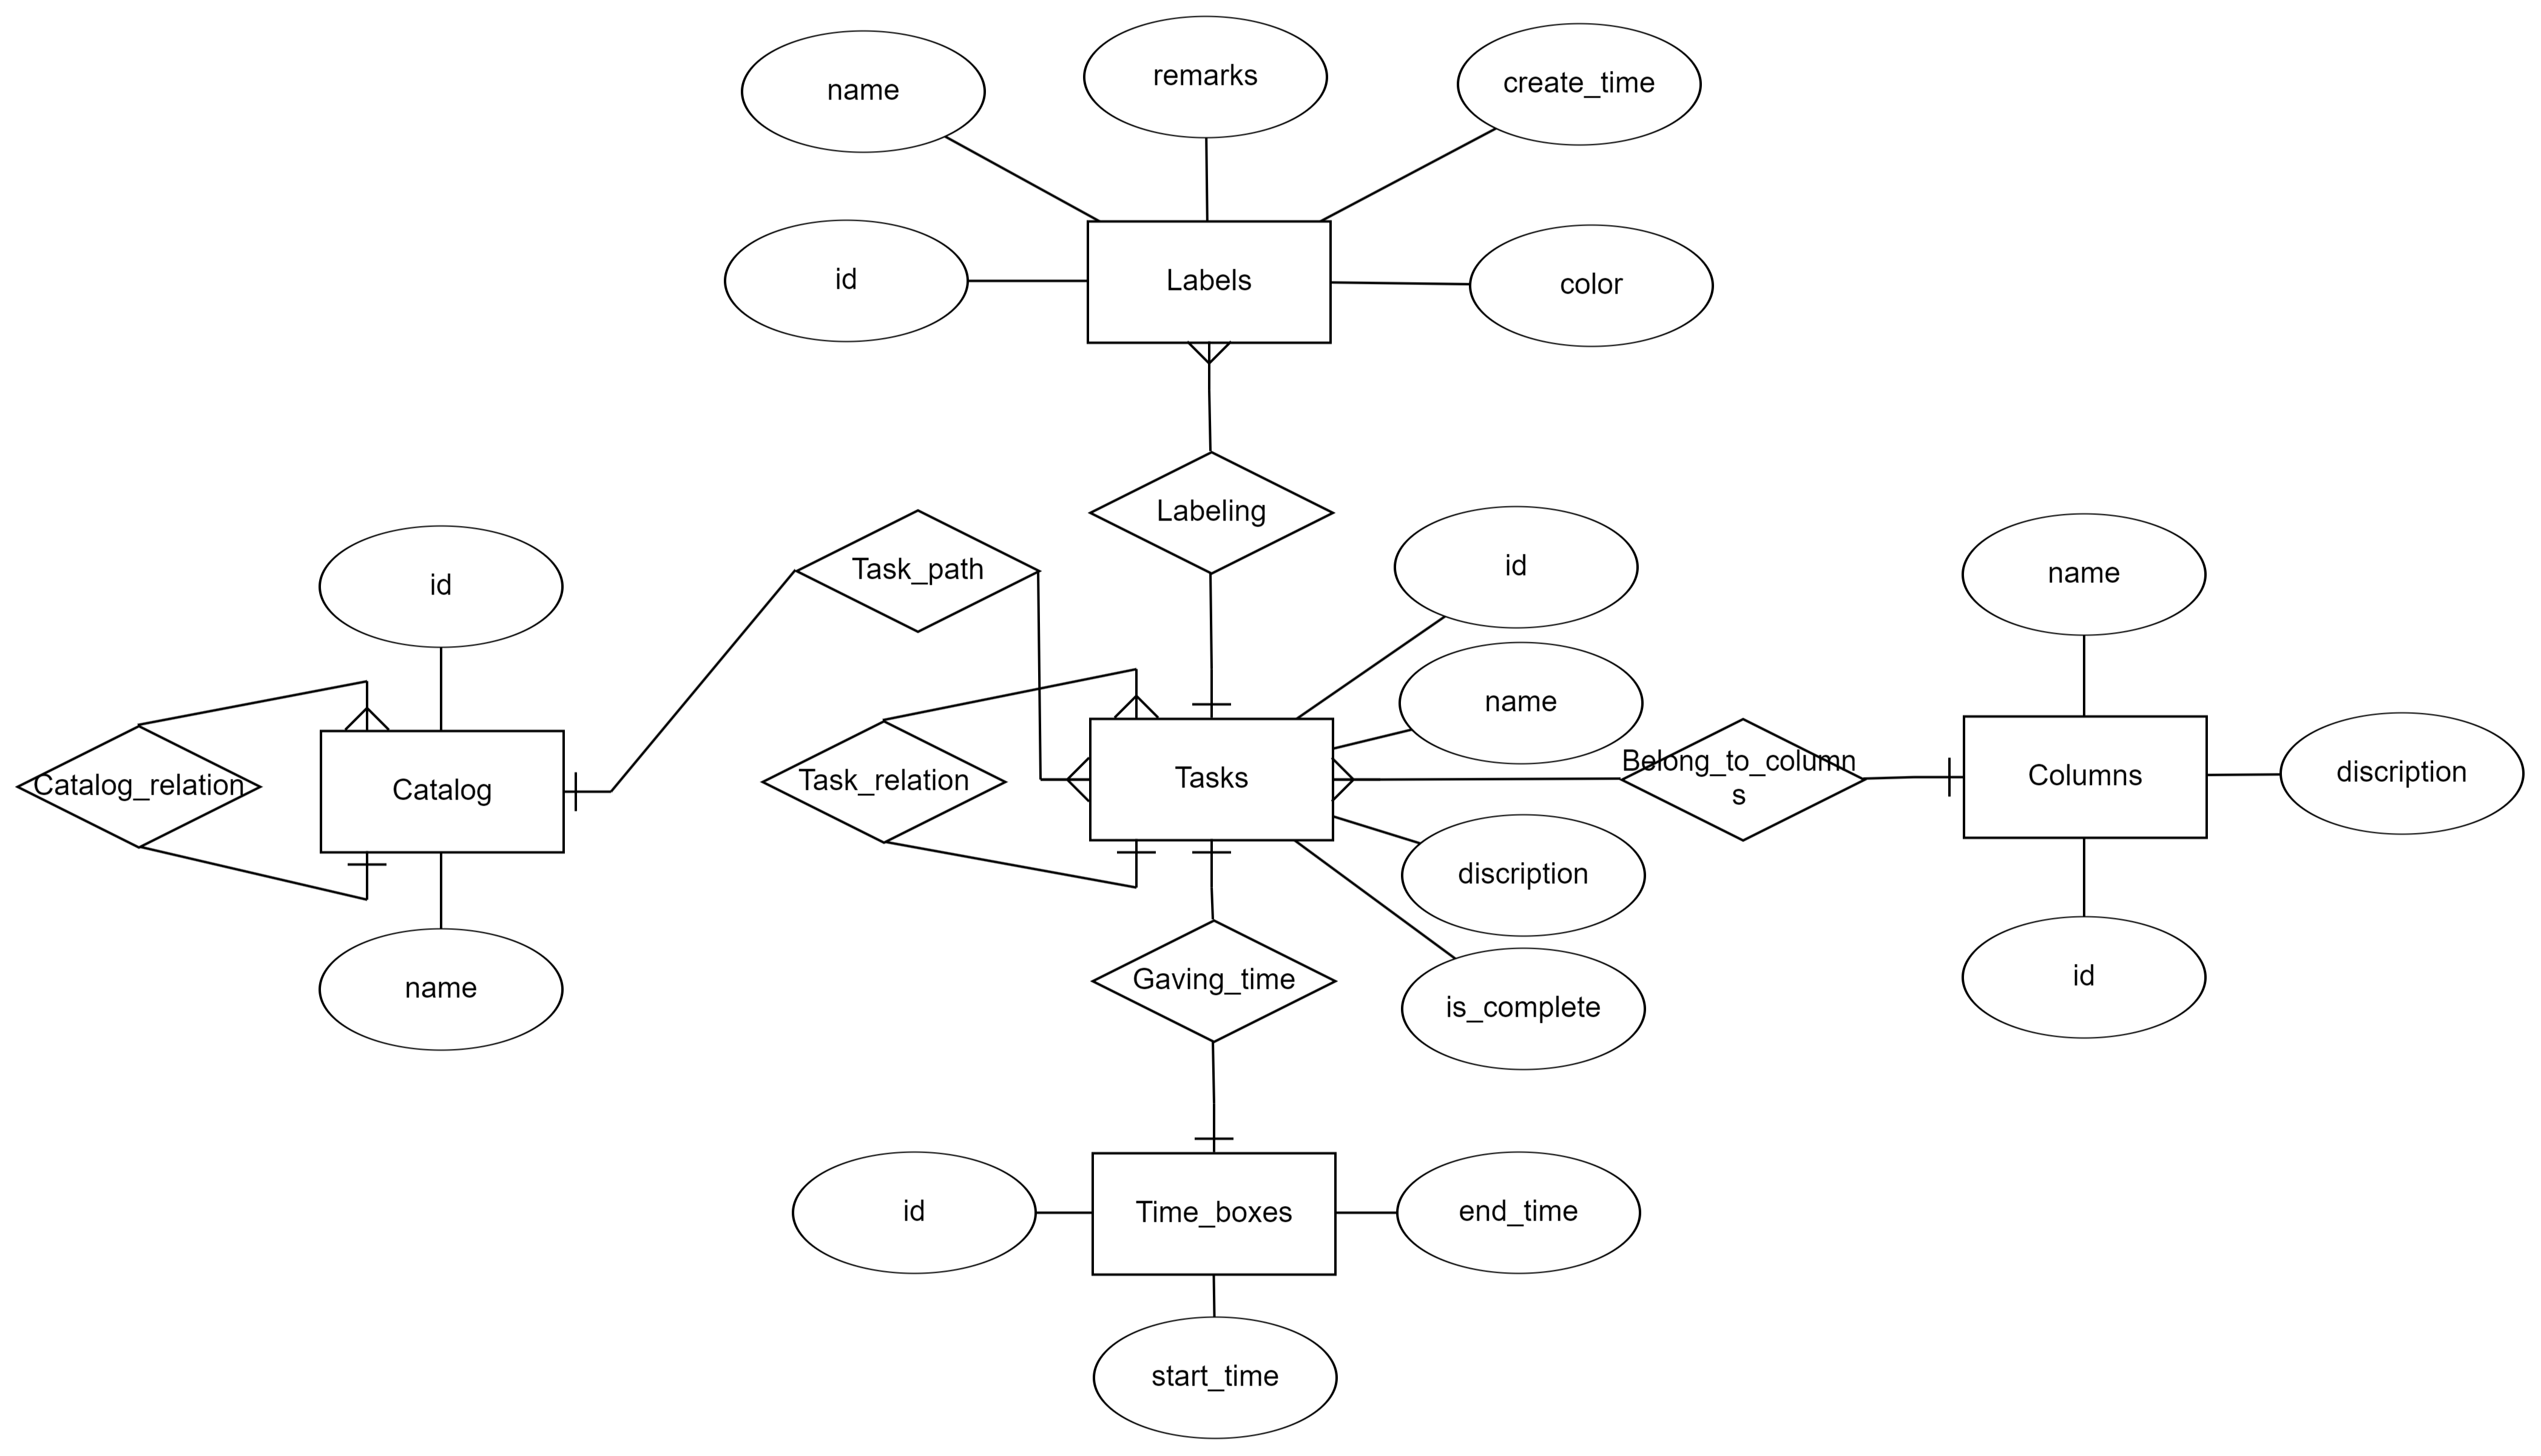 name
remarks
create_time
id
Labels
color
Labeling
id
Task_path
id
name
name
Catalog_relation
Catalog
Task_relation
Tasks
Belong_to_column
s
Columns
discription
discription
name
Gaving_time
is_complete
id
id
Time_boxes
end_time
start_time